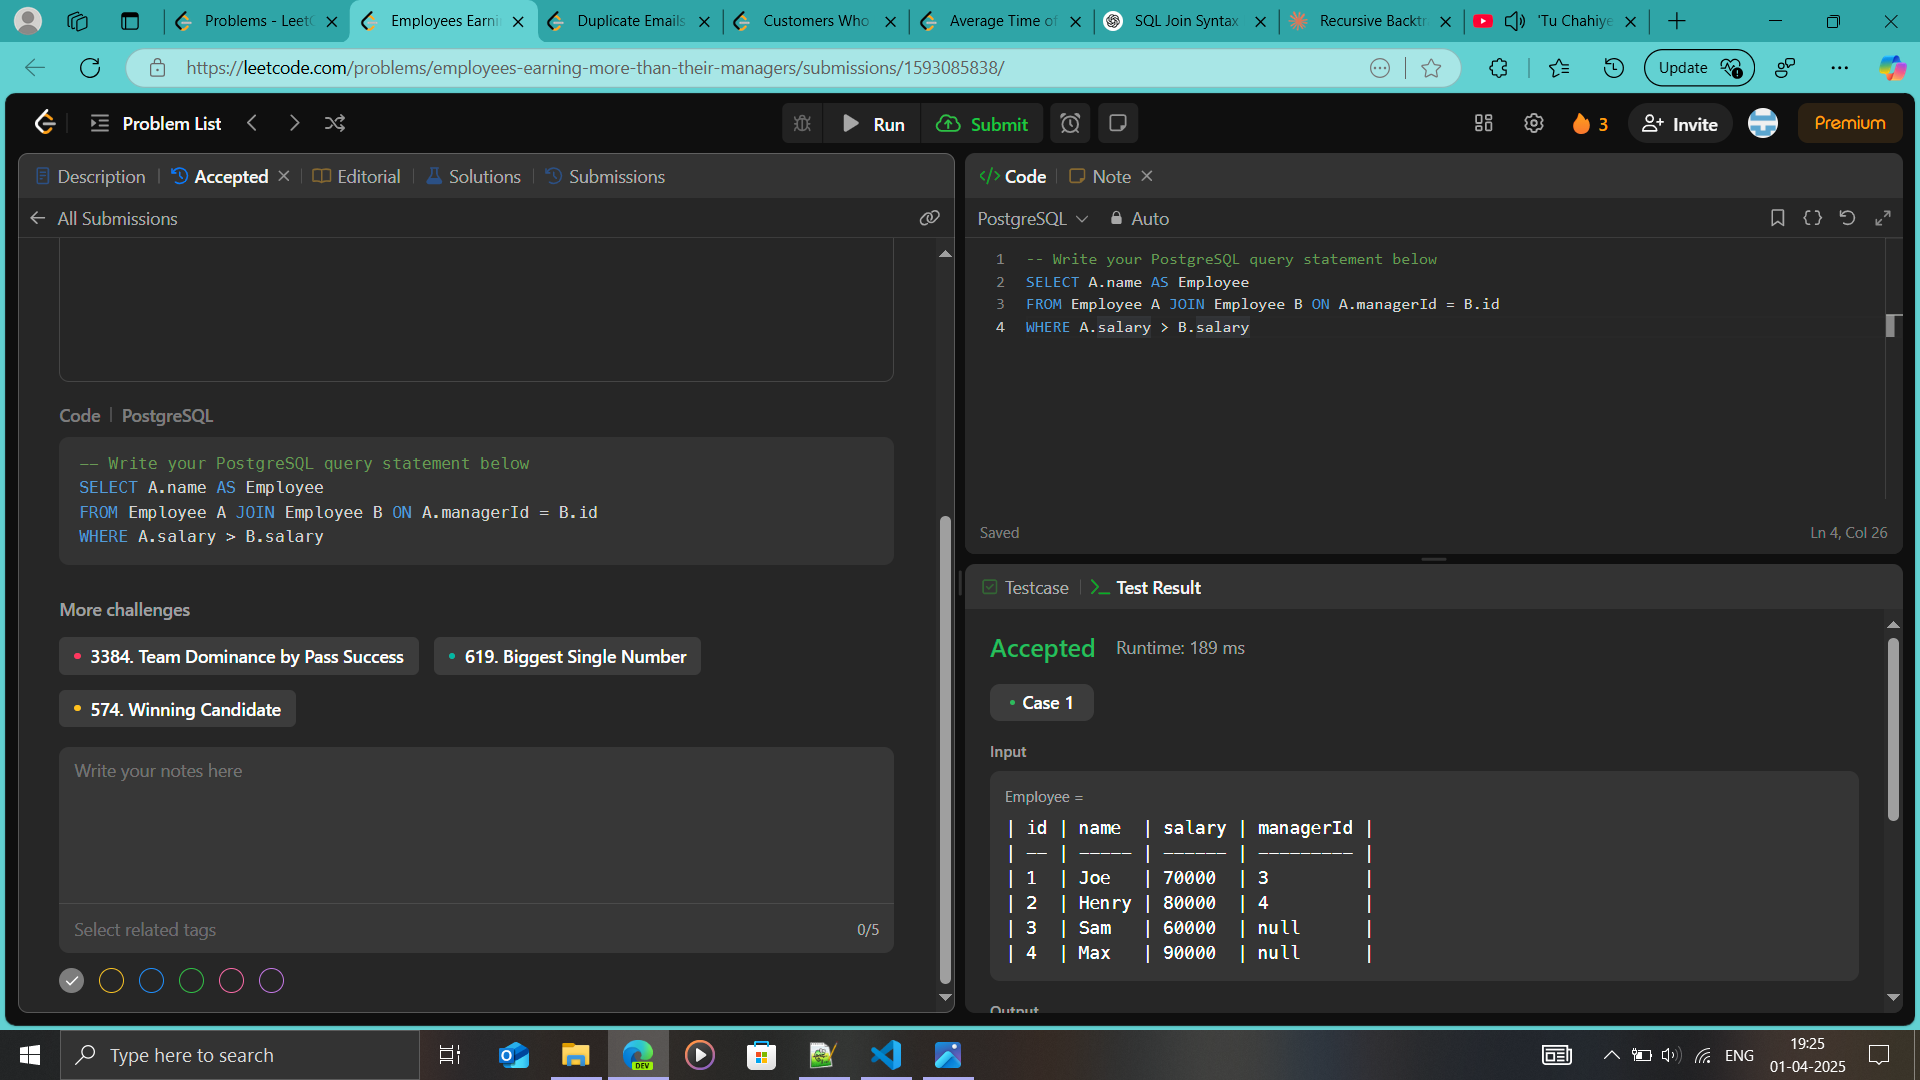 Problems - LeetC
Employees Earni
Duplicate Emails
Customers Who
Average Time of
SQL Join Syntax
Recursive Backtr
'Tu Chahiye
https://leetcode.com/problems/employees-earning-more-than-their-managers/submissions/1593085838/
Update
Problem List
Run
Submit
3
Invite
Premium
Description
Accepted
Editorial
Solutions
Submissions
All Submissions
Code | PostgreSQL
-- Write your PostgreSQL query statement below
SELECT A.name AS Employee
FROM Employee A JOIN Employee B ON A.managerId = B.id
WHERE A.salary > B.salary
More challenges
3384. Team Dominance by Pass Success
619. Biggest Single Number
574. Winning Candidate
Write your notes here
Select related tags
0/5
</> Code
Note
PostgreSQL
Auto
1 -- Write your PostgreSQL query statement below
2 SELECT A.name AS Employee
3 FROM Employee A JOIN Employee B ON A.managerId = B.id
4 WHERE A.salary > B.salary
Saved
Ln 4, Col 26
Testcase
Test Result
Accepted
Runtime: 189 ms
Case 1
Input
Employee =
| id | name  | salary | managerId |
| -- | ----- | ------ | --------- |
| 1  | Joe   | 70000  | 3         |
| 2  | Henry | 80000  | 4         |
| 3  | Sam   | 60000  | null      |
| 4  | Max   | 90000  | null      |
Output
Type here to search
DEV
ENG
19:25
01-04-2025